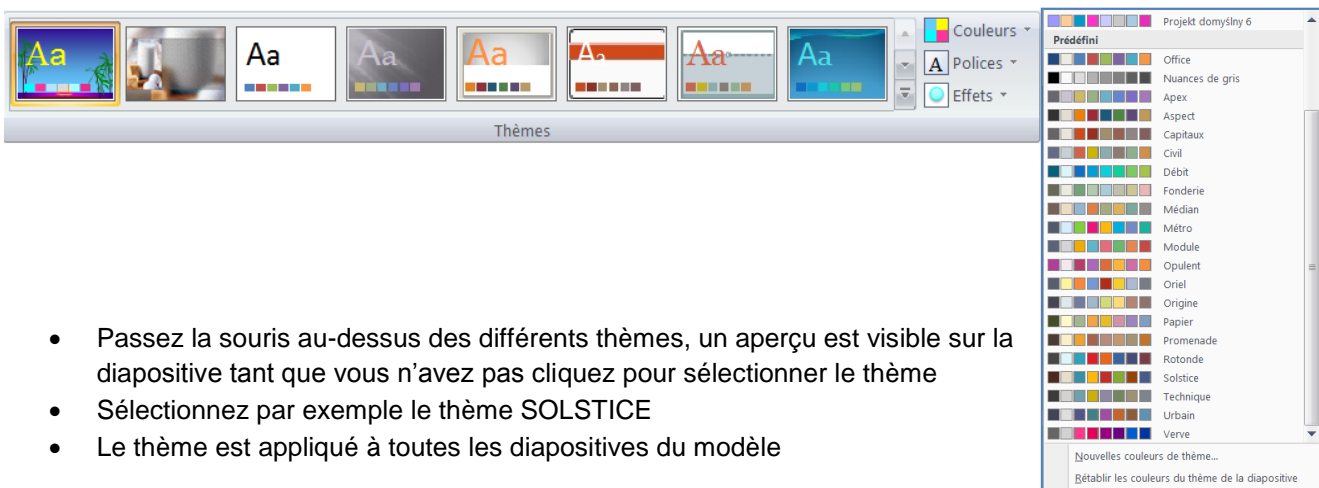 Aa
Aa
Aa
Aa
Aa
Aa
Aa
Couleurs
A Polices
Effets
Thèmes
Projekt domyślny 6
Prédéfini
Office
Nuances de gris
Apex
Aspect
Capitaux
Civil
Débit
Fonderie
Médian
Métro
Module
Opulent
Oriel
Origine
Papier
Promenade
Rotonde
Solstice
Technique
Urbain
Verve
Nouvelles couleurs de thème...
Rétablir les couleurs du thème de la diapositive
• Passez la souris au-dessus des différents thèmes, un aperçu est visible sur la
diapositive tant que vous n’avez pas cliquez pour sélectionner le thème
• Sélectionnez par exemple le thème SOLSTICE
• Le thème est appliqué à toutes les diapositives du modèle